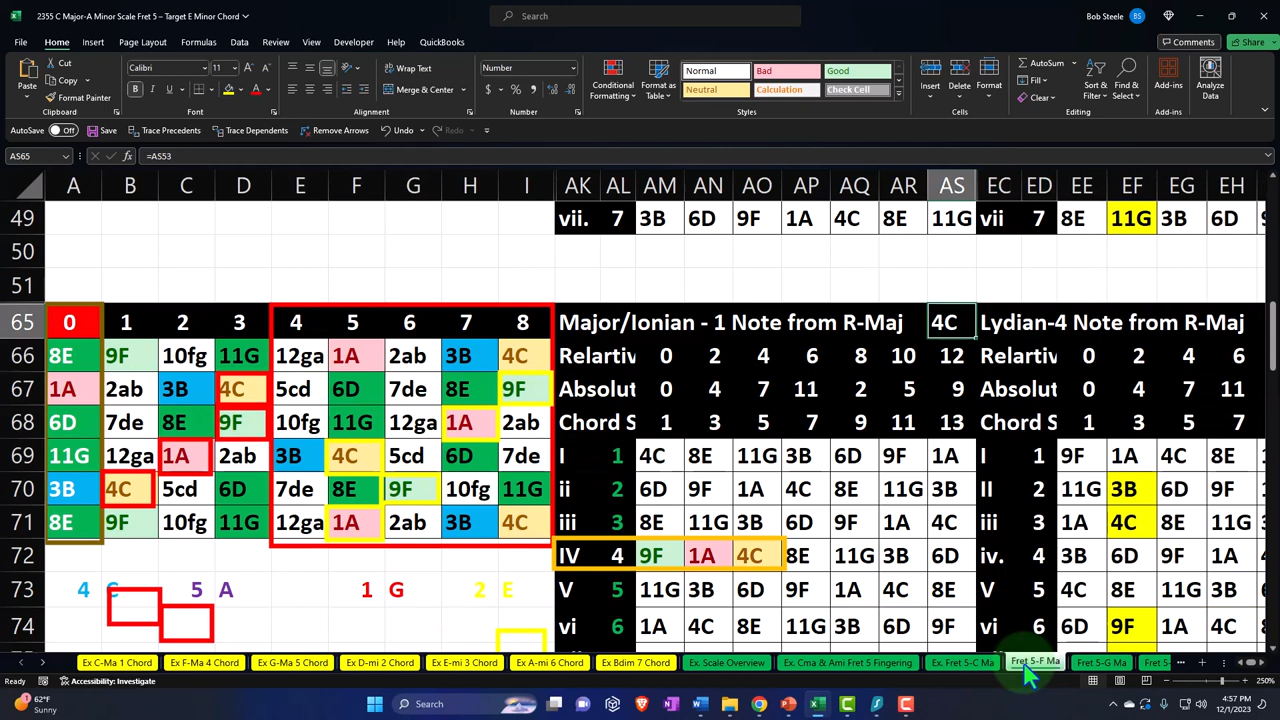 2355 C Major-A Minor Scale Fret 5 – Target E Minor Chord
Search
Bob Steele BS
File Home Insert Page Layout Formulas Data Review View Developer Help QuickBooks Comments Share
Paste Cut Copy Format Painter Clipboard
Calibri 11 B I U A Font
Wrap Text Merge & Center Alignment
Number $ % Number
Conditional Formatting Format as Table Normal Bad Good Neutral Calculation Check Cell Styles
Insert Delete Format Cells
AutoSum Fill Clear Sort & Filter Find & Select Editing
Add-ins Add-ins Analyze Data
AutoSave Off Save Trace Precedents Trace Dependents Remove Arrows Undo Redo
AS65 fx =AS53
A B C D E F G H I AK AL AM AN AO AP AQ AR AS EC ED EE EF EG EH
49 vii. 7 3B 6D 9F 1A 4C 8E 11G vii 7 8E 11G 3B 6D
50
51
65 0 1 2 3 4 5 6 7 8 Major/Ionian - 1 Note from R-Maj 4C Lydian-4 Note from R-Maj
66 8E 9F 10fg 11G 12ga 1A 2ab 3B 4C Relartiv 0 2 4 6 8 10 12 Relartiv 0 2 4 6
67 1A 2ab 3B 4C 5cd 6D 7de 8E 9F Absolut 0 4 7 11 2 5 9 Absolut 0 4 7 11
68 6D 7de 8E 9F 10fg 11G 12ga 1A 2ab Chord S 1 3 5 7 9 11 13 Chord S 1 3 5 7
69 11G 12ga 1A 2ab 3B 4C 5cd 6D 7de I 1 4C 8E 11G 3B 6D 9F 1A I 1 9F 1A 4C 8E
70 3B 4C 5cd 6D 7de 8E 9F 10fg 11G ii 2 6D 9F 1A 4C 8E 11G 3B II 2 11G 3B 6D 9F
71 8E 9F 10fg 11G 12ga 1A 2ab 3B 4C iii 3 8E 11G 3B 6D 9F 1A 4C iii 3 1A 4C 8E 11G
72 IV 4 9F 1A 4C 8E 11G 3B 6D iv. 4 3B 6D 9F 1A
73 4 C 5 A 1 G 2 E V 5 11G 3B 6D 9F 1A 4C 8E V 5 4C 8E 11G 3B
74 vi 6 1A 4C 8E 11G 3B 6D 9F vi 6 6D 9F 1A 4C
Ex C-Ma 1 Chord Ex F-Ma 4 Chord Ex G-Ma 5 Chord Ex D-mi 2 Chord Ex E-mi 3 Chord Ex A-mi 6 Chord Ex Bdim 7 Chord Ex. Scale Overview Ex. Cma & Ami Fret 5 Fingering Ex. Fret 5-C Ma Fret 5-F Ma Fret 5-G Ma Fret 5-
Ready Accessibility: Investigate 250%
62°F Clear Search 4:57 PM 12/1/2023